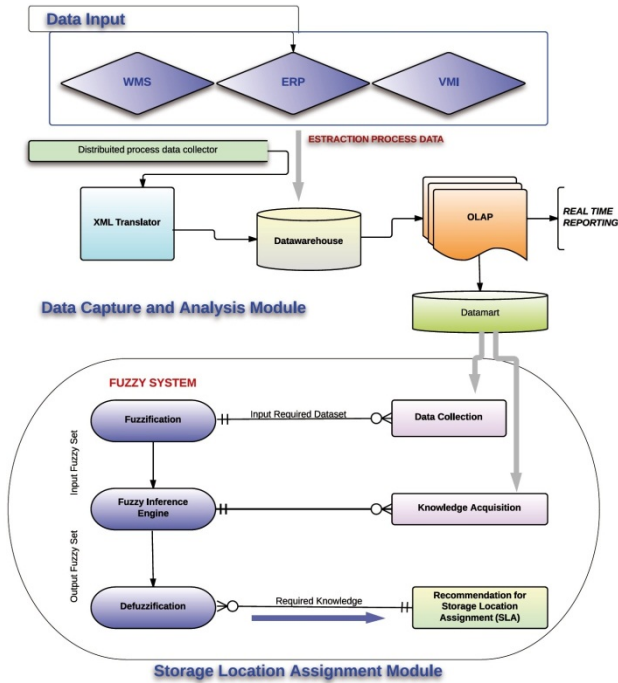 Data Input
WMS
ERP
VMI
ESTRACTION PROCESS DATA
Distribuited process data collector
XML Translator
Datawarehouse
OLAP
REAL TIME
REPORTING
Data Capture and Analysis Module
Datamart
FUZZY SYSTEM
Fuzzification
Input Required Dataset
Data Collection
Input Fuzzy Set
Fuzzy Inference
Engine
Knowledge Acquisition
Output Fuzzy Set
Defuzzification
Required Knowledge
Recommendation for
Storage Location
Assignment (SLA)
Storage Location Assignment Module